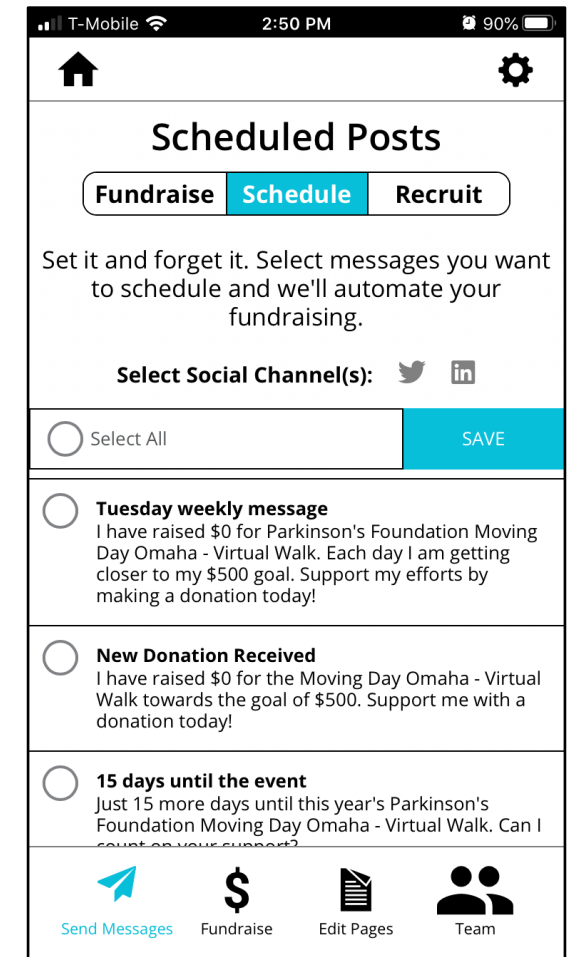 T-Mobile 2:50 PM 90%
Scheduled Posts
Fundraise Schedule Recruit
Set it and forget it. Select messages you want
to schedule and we'll automate your
fundraising.
Select Social Channel(s): in
Select All SAVE
Tuesday weekly message
I have raised $0 for Parkinson's Foundation Moving
Day Omaha - Virtual Walk. Each day I am getting
closer to my $500 goal. Support my efforts by
making a donation today!
New Donation Received
I have raised $0 for the Moving Day Omaha - Virtual
Walk towards the goal of $500. Support me with a
donation today!
15 days until the event
Just 15 more days until this year's Parkinson's
Foundation Moving Day Omaha - Virtual Walk. Can I
count on your support?
Send Messages Fundraise Edit Pages Team